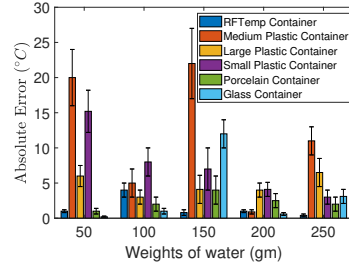 30
25
20
15
10
5
0
Absolute Error (°C)
RFTemp Container
Medium Plastic Container
Large Plastic Container
Small Plastic Container
Porcelain Container
Glass Container
50 100 150 200 250
Weights of water (gm)